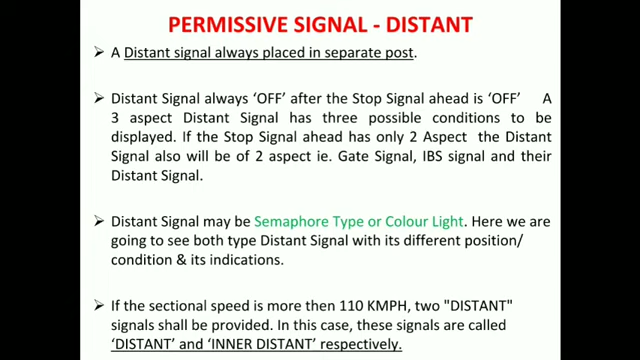 PERMISSIVE SIGNAL - DISTANT
➢ A Distant signal always placed in separate post.
➢ Distant Signal always ‘OFF’ after the Stop Signal ahead is ‘OFF’ A
3 aspect Distant Signal has three possible conditions to be
displayed. If the Stop Signal ahead has only 2 Aspect the Distant
Signal also will be of 2 aspect ie. Gate Signal, IBS signal and their
Distant Signal.
➢ Distant Signal may be Semaphore Type or Colour Light. Here we are
going to see both type Distant Signal with its different position/
condition & its indications.
➢ If the sectional speed is more then 110 KMPH, two "DISTANT"
signals shall be provided. In this case, these signals are called
‘DISTANT’ and ‘INNER DISTANT’ respectively.